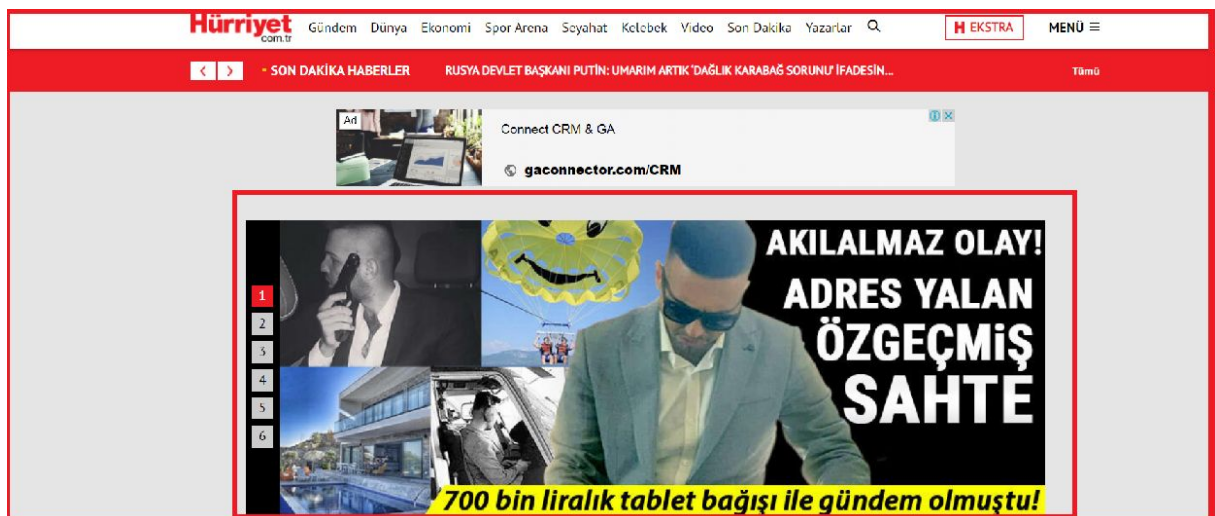 Hürriyet
com.tr
Gündem Dünya Ekonomi Spor Arena Seyahat Kelebek Video Son Dakika Yazarlar
H EKSTRA
MENÜ
SON DAKİKA HABERLER
RUSYA DEVLET BAŞKANI PUTİN: UMARIM ARTIK 'DAĞLIK KARABAĞ SORUNU' İFADESİN...
Tümü
Ad
Connect CRM & GA
gaconnector.com/CRM
AKILALMAZ OLAY!
ADRES YALAN
ÖZGEÇMİŞ
SAHTE
1
2
3
4
5
6
700 bin liralık tablet bağışı ile gündem olmuştu!